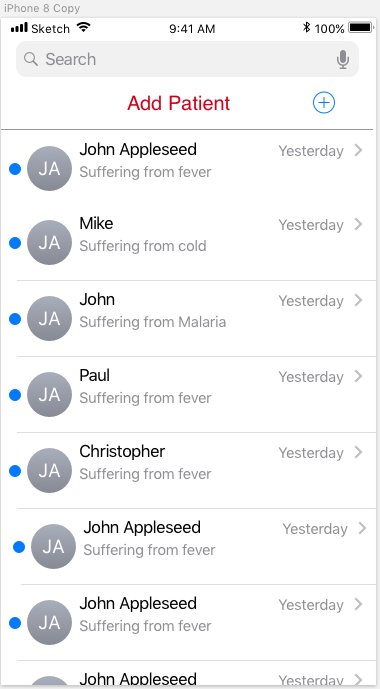 iPhone 8 Copy
Sketch 9:41 AM 100%
Search
Add Patient
John Appleseed Yesterday
JA
Suffering from fever
Mike Yesterday
JA
Suffering from cold
John Yesterday
JA
Suffering from Malaria
Paul Yesterday
JA
Suffering from fever
Christopher Yesterday
JA
Suffering from fever
John Appleseed Yesterday
JA
Suffering from fever
John Appleseed Yesterday
JA
Suffering from fever
John Appleseed Yesterday